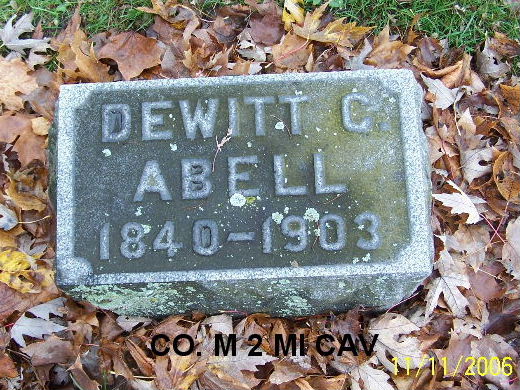 DEWITT C.
ABELL
1840-1903
CO. M 2 MI CAV
11/11/2006